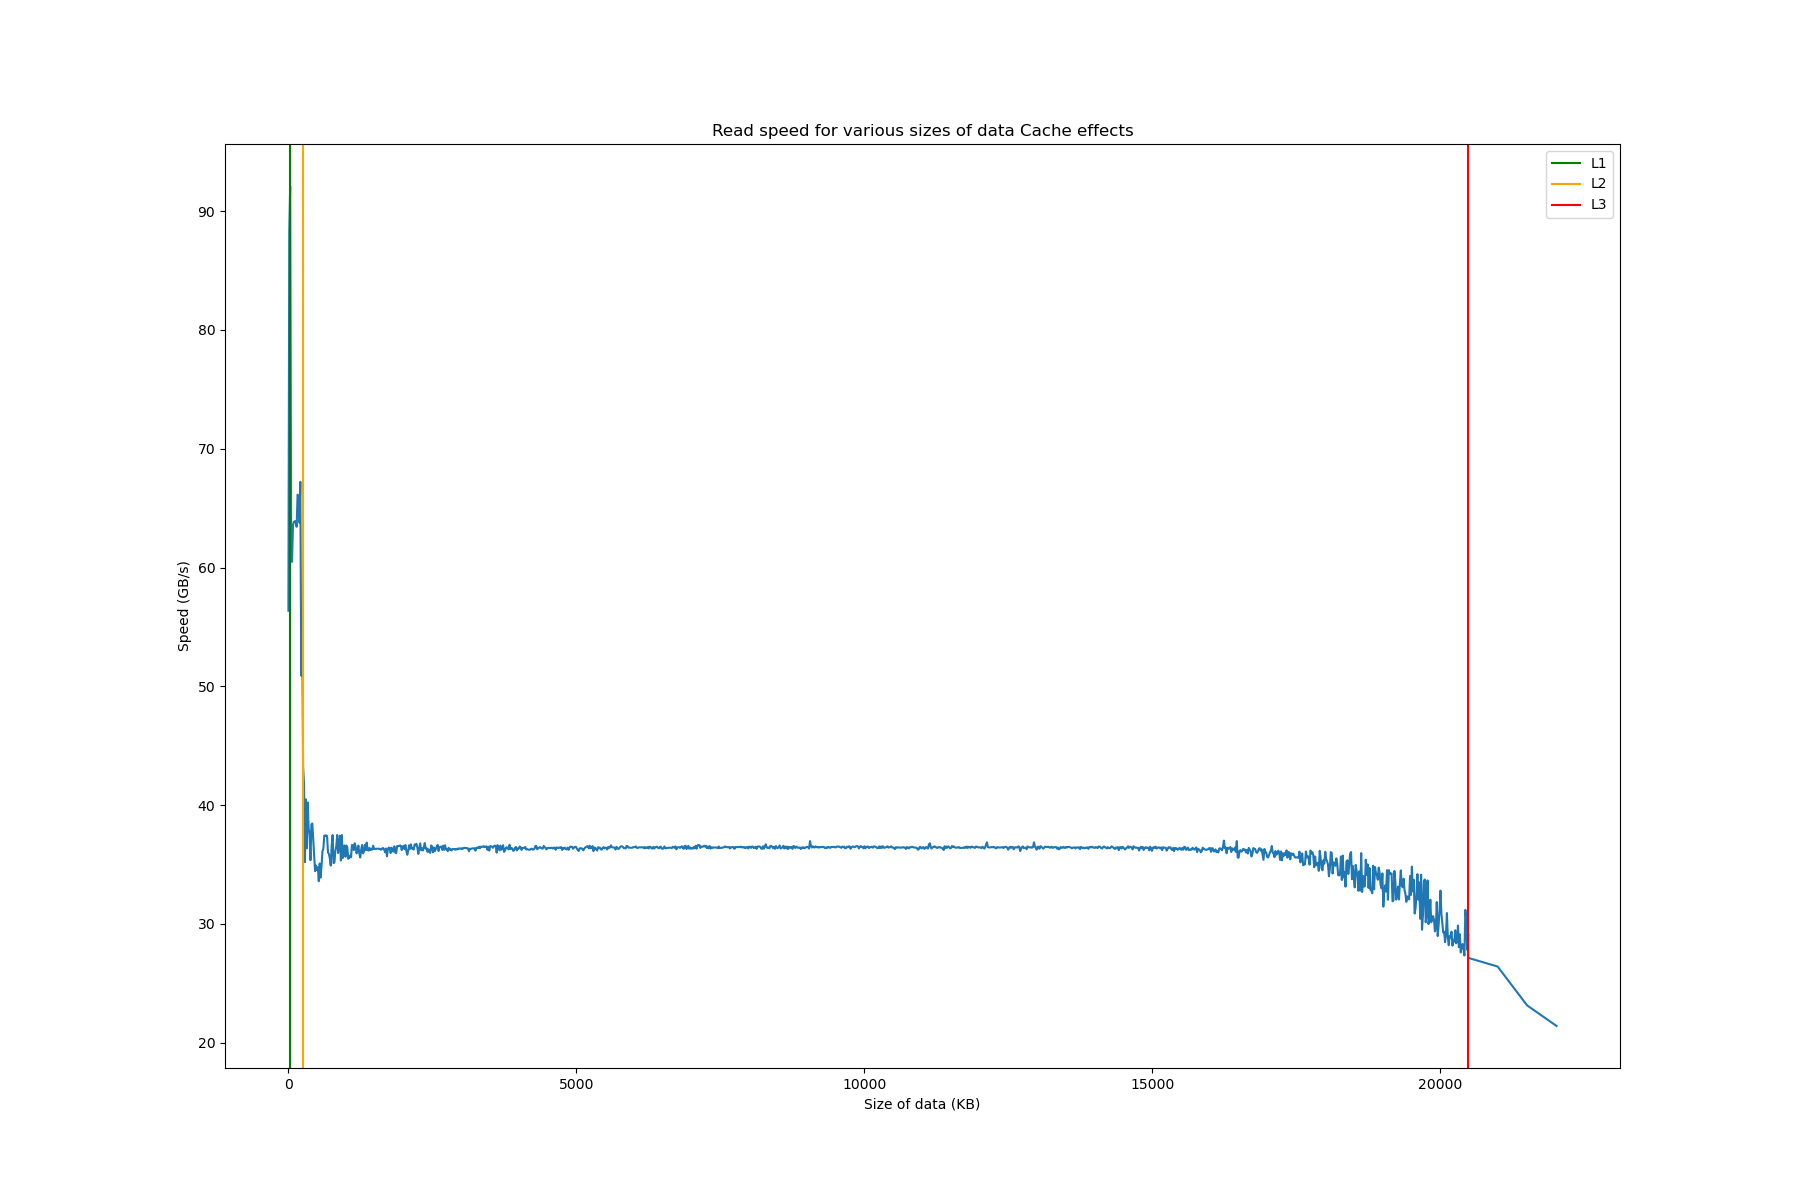 Read speed for various sizes of data Cache effects
L1
L2
L3
90
80
70
60
50
40
30
20
Speed (GB/s)
0 5000 10000 15000 20000
Size of data (KB)